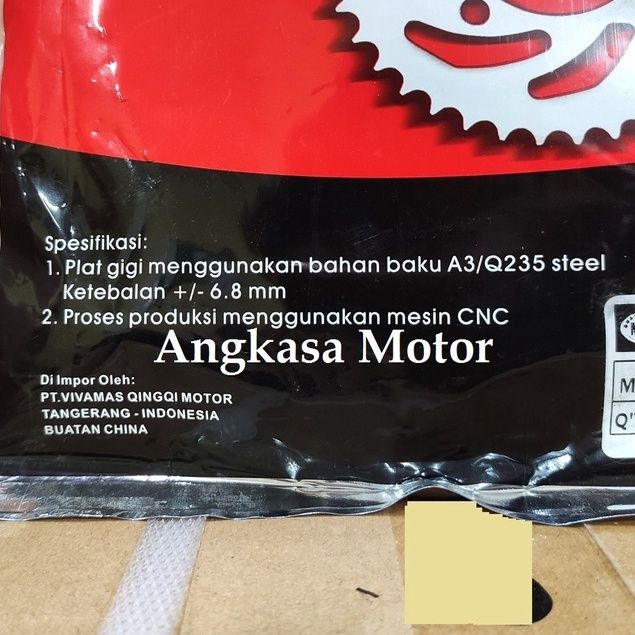 Spesifikasi:
1. Plat gigi menggunakan bahan baku A3/Q235 steel
Ketebalan +/- 6.8 mm
2. Proses produksi menggunakan mesin CNC
Angkasa Motor
Di Impor Oleh:
PT.VIVAMAS QINGQI MOTOR
TANGERANG - INDONESIA
BUATAN CHINA
M
Q'